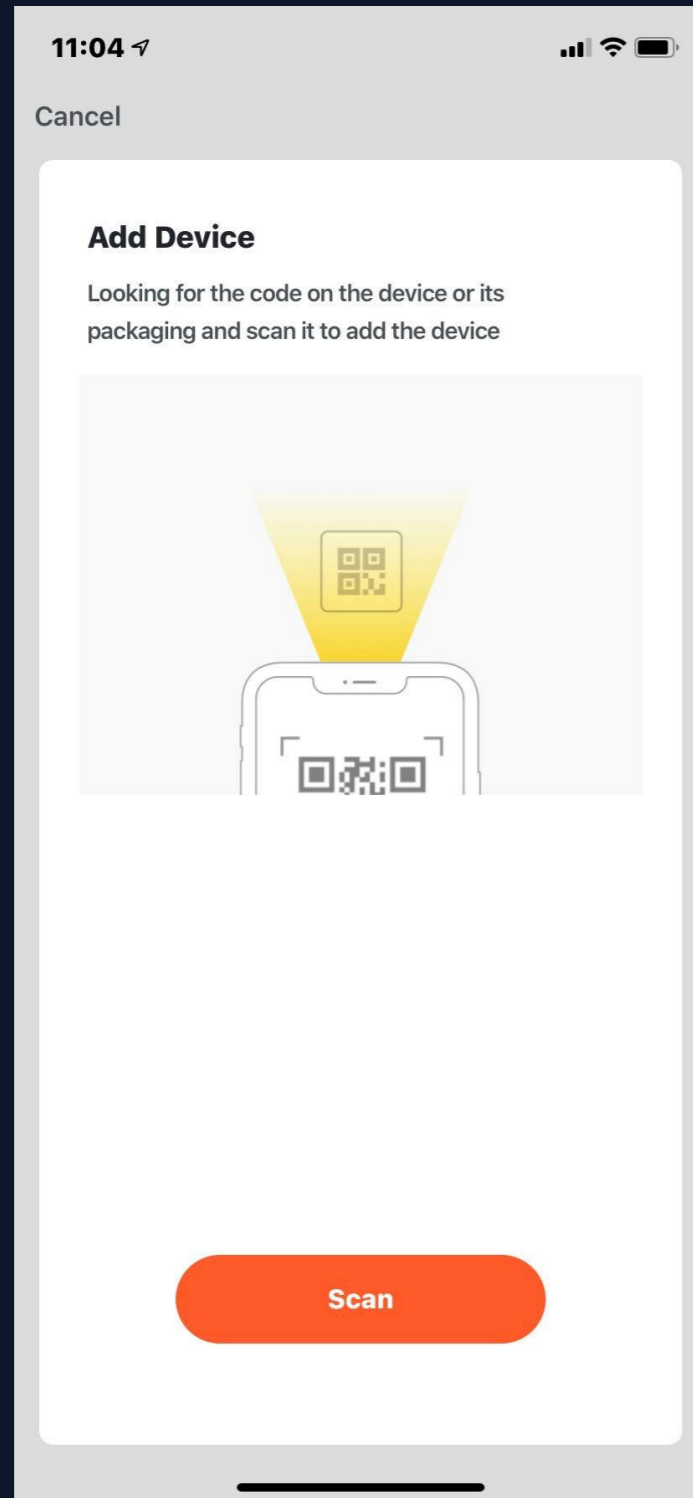 11:04
Cancel
Add Device
Looking for the code on the device or its
packaging and scan it to add the device
Scan